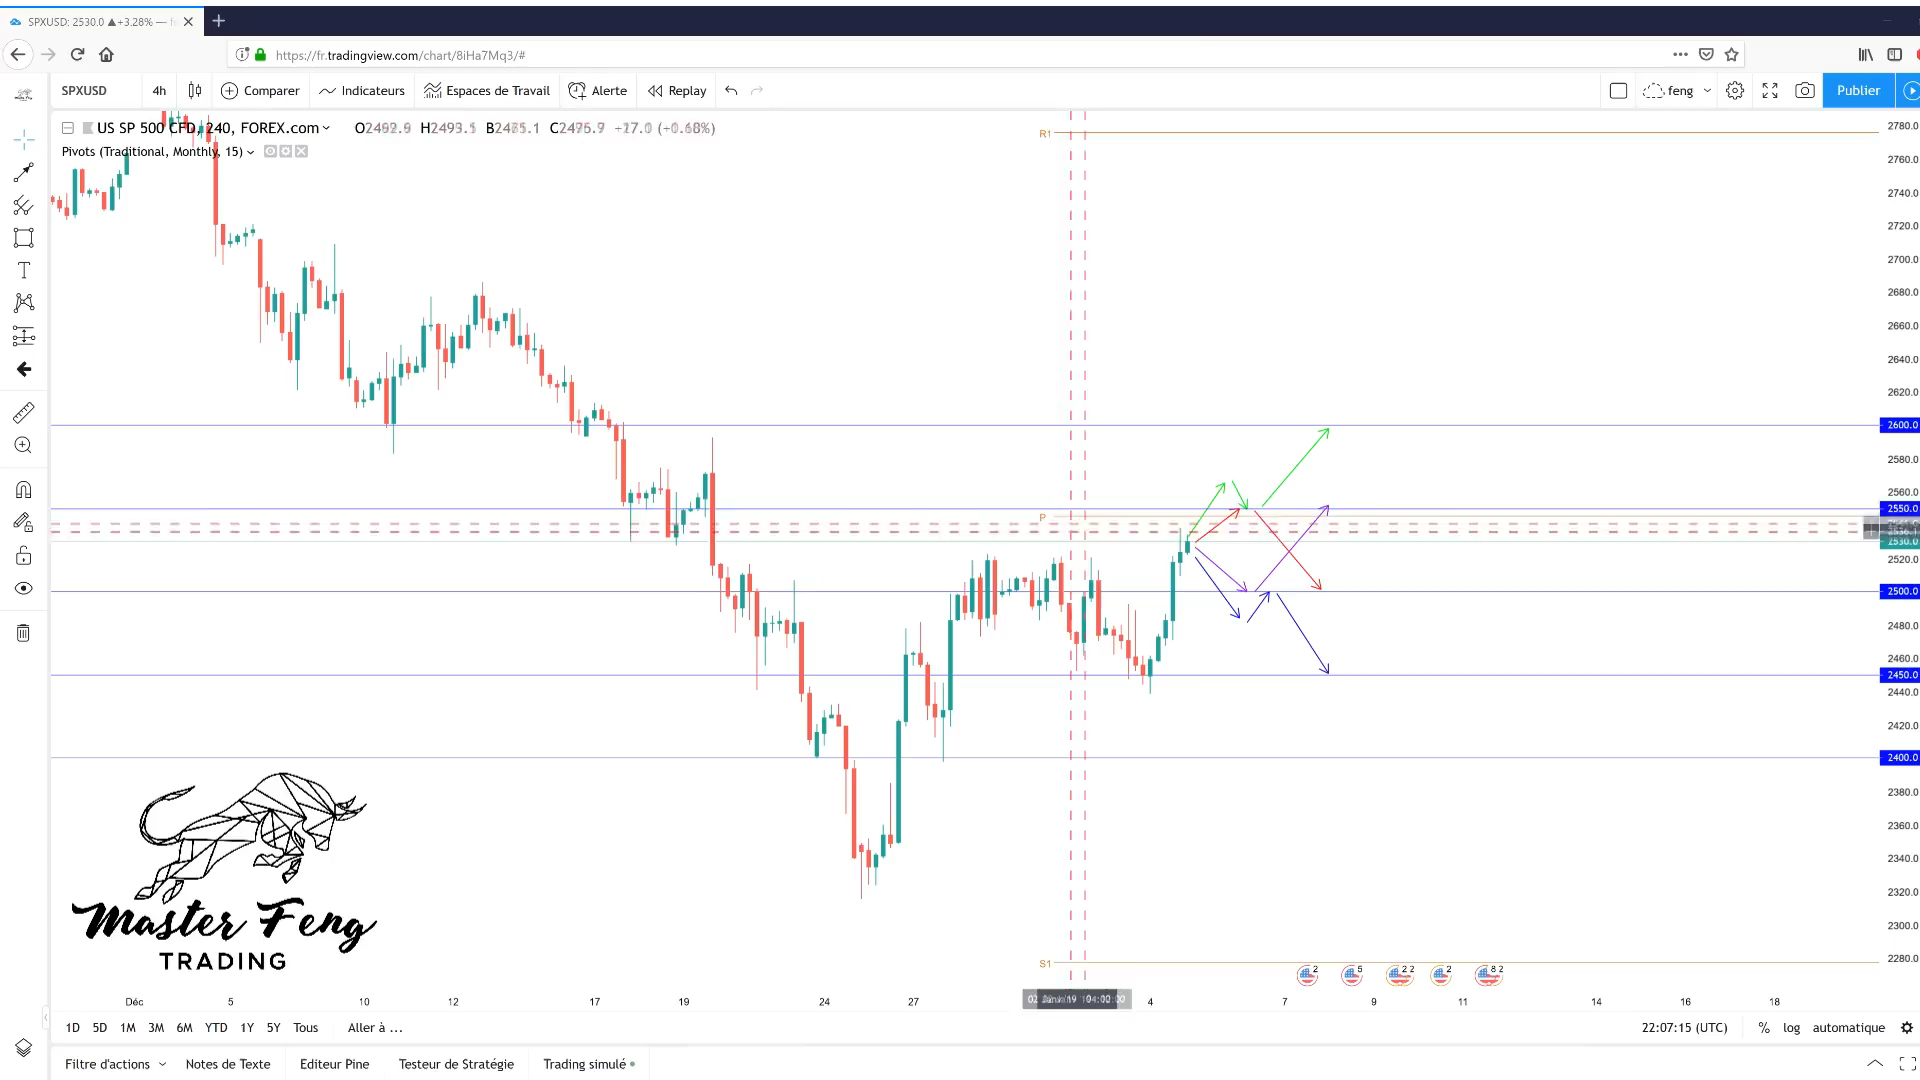 SPXUSD: 2530.0 ▲+3.28% —
https://fr.tradingview.com/chart/8iHa7Mq3/#
SPXUSD 4h Comparer Indicateurs Espaces de Travail Alerte Replay feng Publier
US SP 500 CFD, 240, FOREX.com
Pivots (Traditional, Monthly, 15)
R1
P
S1
2780.0
2760.0
2740.0
2720.0
2700.0
2680.0
2660.0
2640.0
2620.0
2600.0
2580.0
2560.0
2550.0
2530.0
2520.0
2500.0
2480.0
2460.0
2450.0
2440.0
2420.0
2400.0
2380.0
2360.0
2340.0
2320.0
2300.0
2280.0
Master Feng
TRADING
2 5 2 2 2 8 2
Déc 5 10 12 17 19 24 27 4 7 9 11 14 16 18
1D 5D 1M 3M 6M YTD 1Y 5Y Tous Aller à ... 22:07:15 (UTC) % log automatique
Filtre d'actions Notes de Texte Editeur Pine Testeur de Stratégie Trading simulé